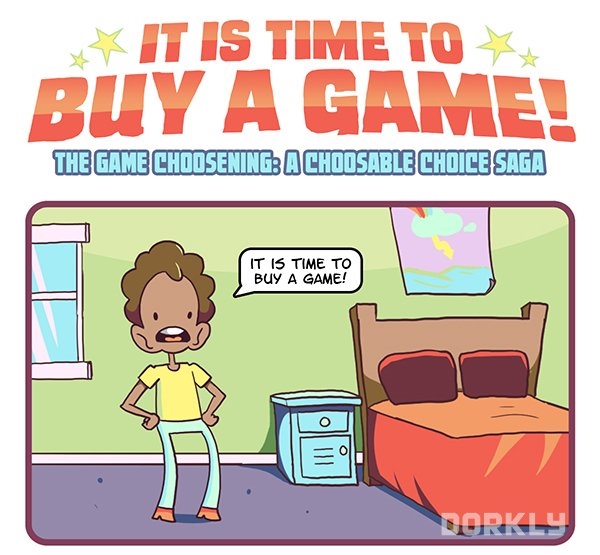 IT IS TIME TO
BUY A GAME!
THE GAME CHOOSENING: A CHOOSABLE CHOICE SAGA
IT IS TIME TO
BUY A GAME!
DORKLY